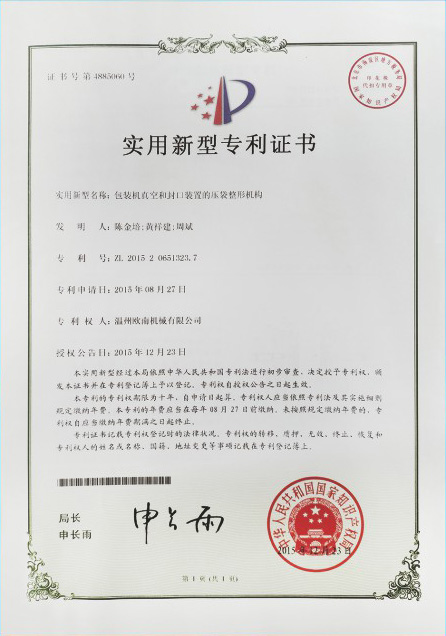 证书号第4885060号
实用新型专利证书
实用新型名称：包装机真空和封口装置的压袋整形机构
发明人：陈金培;黄祥建;周斌
专利号：ZL 2015 2 0651323.7
专利申请日：2015年08月27日
专利权人：温州欧南机械有限公司
授权公告日：2015年12月23日
本实用新型经过本局依照中华人民共和国专利法进行初步审查，决定授予专利权，颁
发本证书并在专利登记簿上予以登记。专利权自授权公告之日起生效。
本专利的专利权期限为十年，自申请日起算。专利权人应当依照专利法及其实施细则
规定缴纳年费。本专利的年费应当在每年08月27日前缴纳。未按照规定缴纳年费的，专利
权自应当缴纳年费期满之日起终止。
专利证书记载专利权登记时的法律状况。专利权的转移、质押、无效、终止、恢复和
专利权人的姓名或名称、国籍、地址变更等事项记载在专利登记簿上。
局长
申长雨
申长雨
中华人民共和国国家知识产权局
2015年12月23日
第1页(共1页)